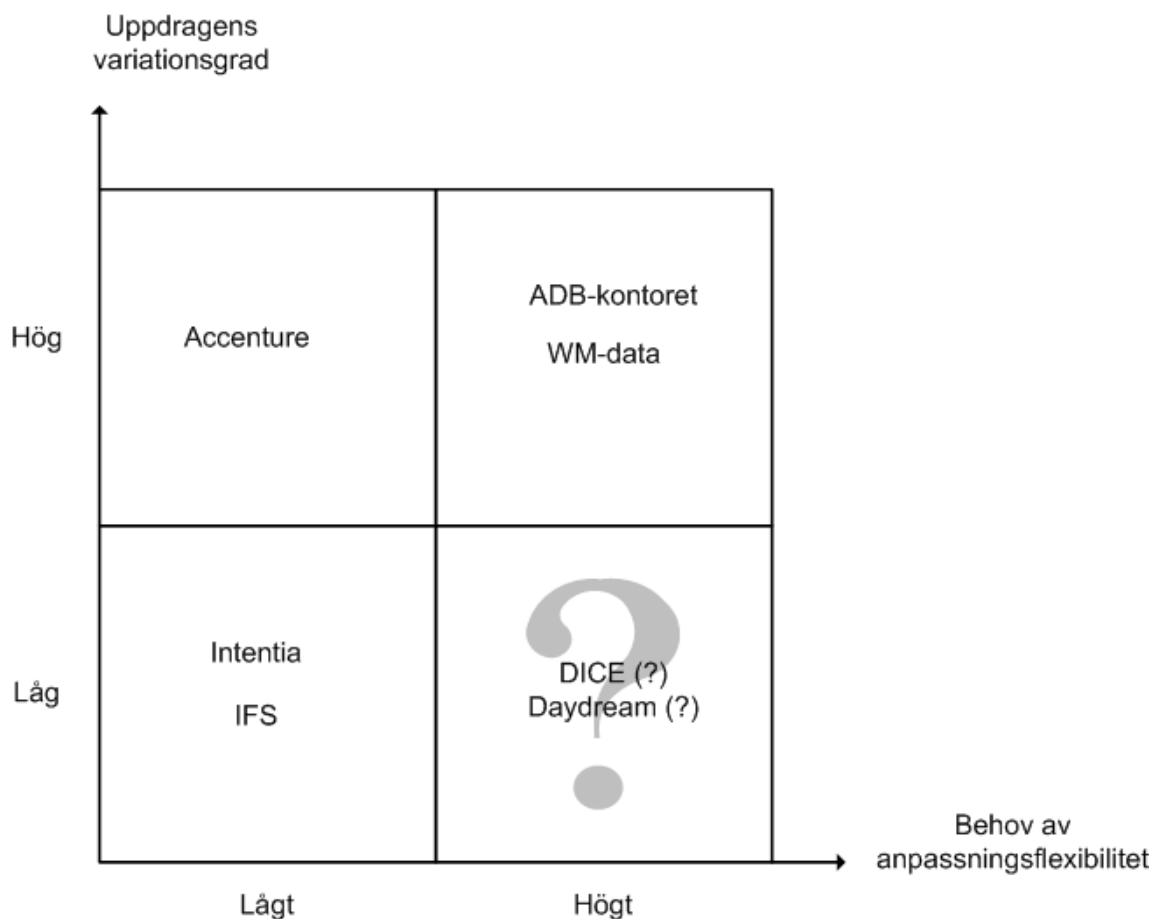 Uppdragens
variationsgrad
Hög
Accenture
ADB-kontoret
WM-data
Låg
Intentia
IFS
?
DICE (?)
Daydream (?)
Behov av
anpassningsflexibilitet
Lågt
Högt